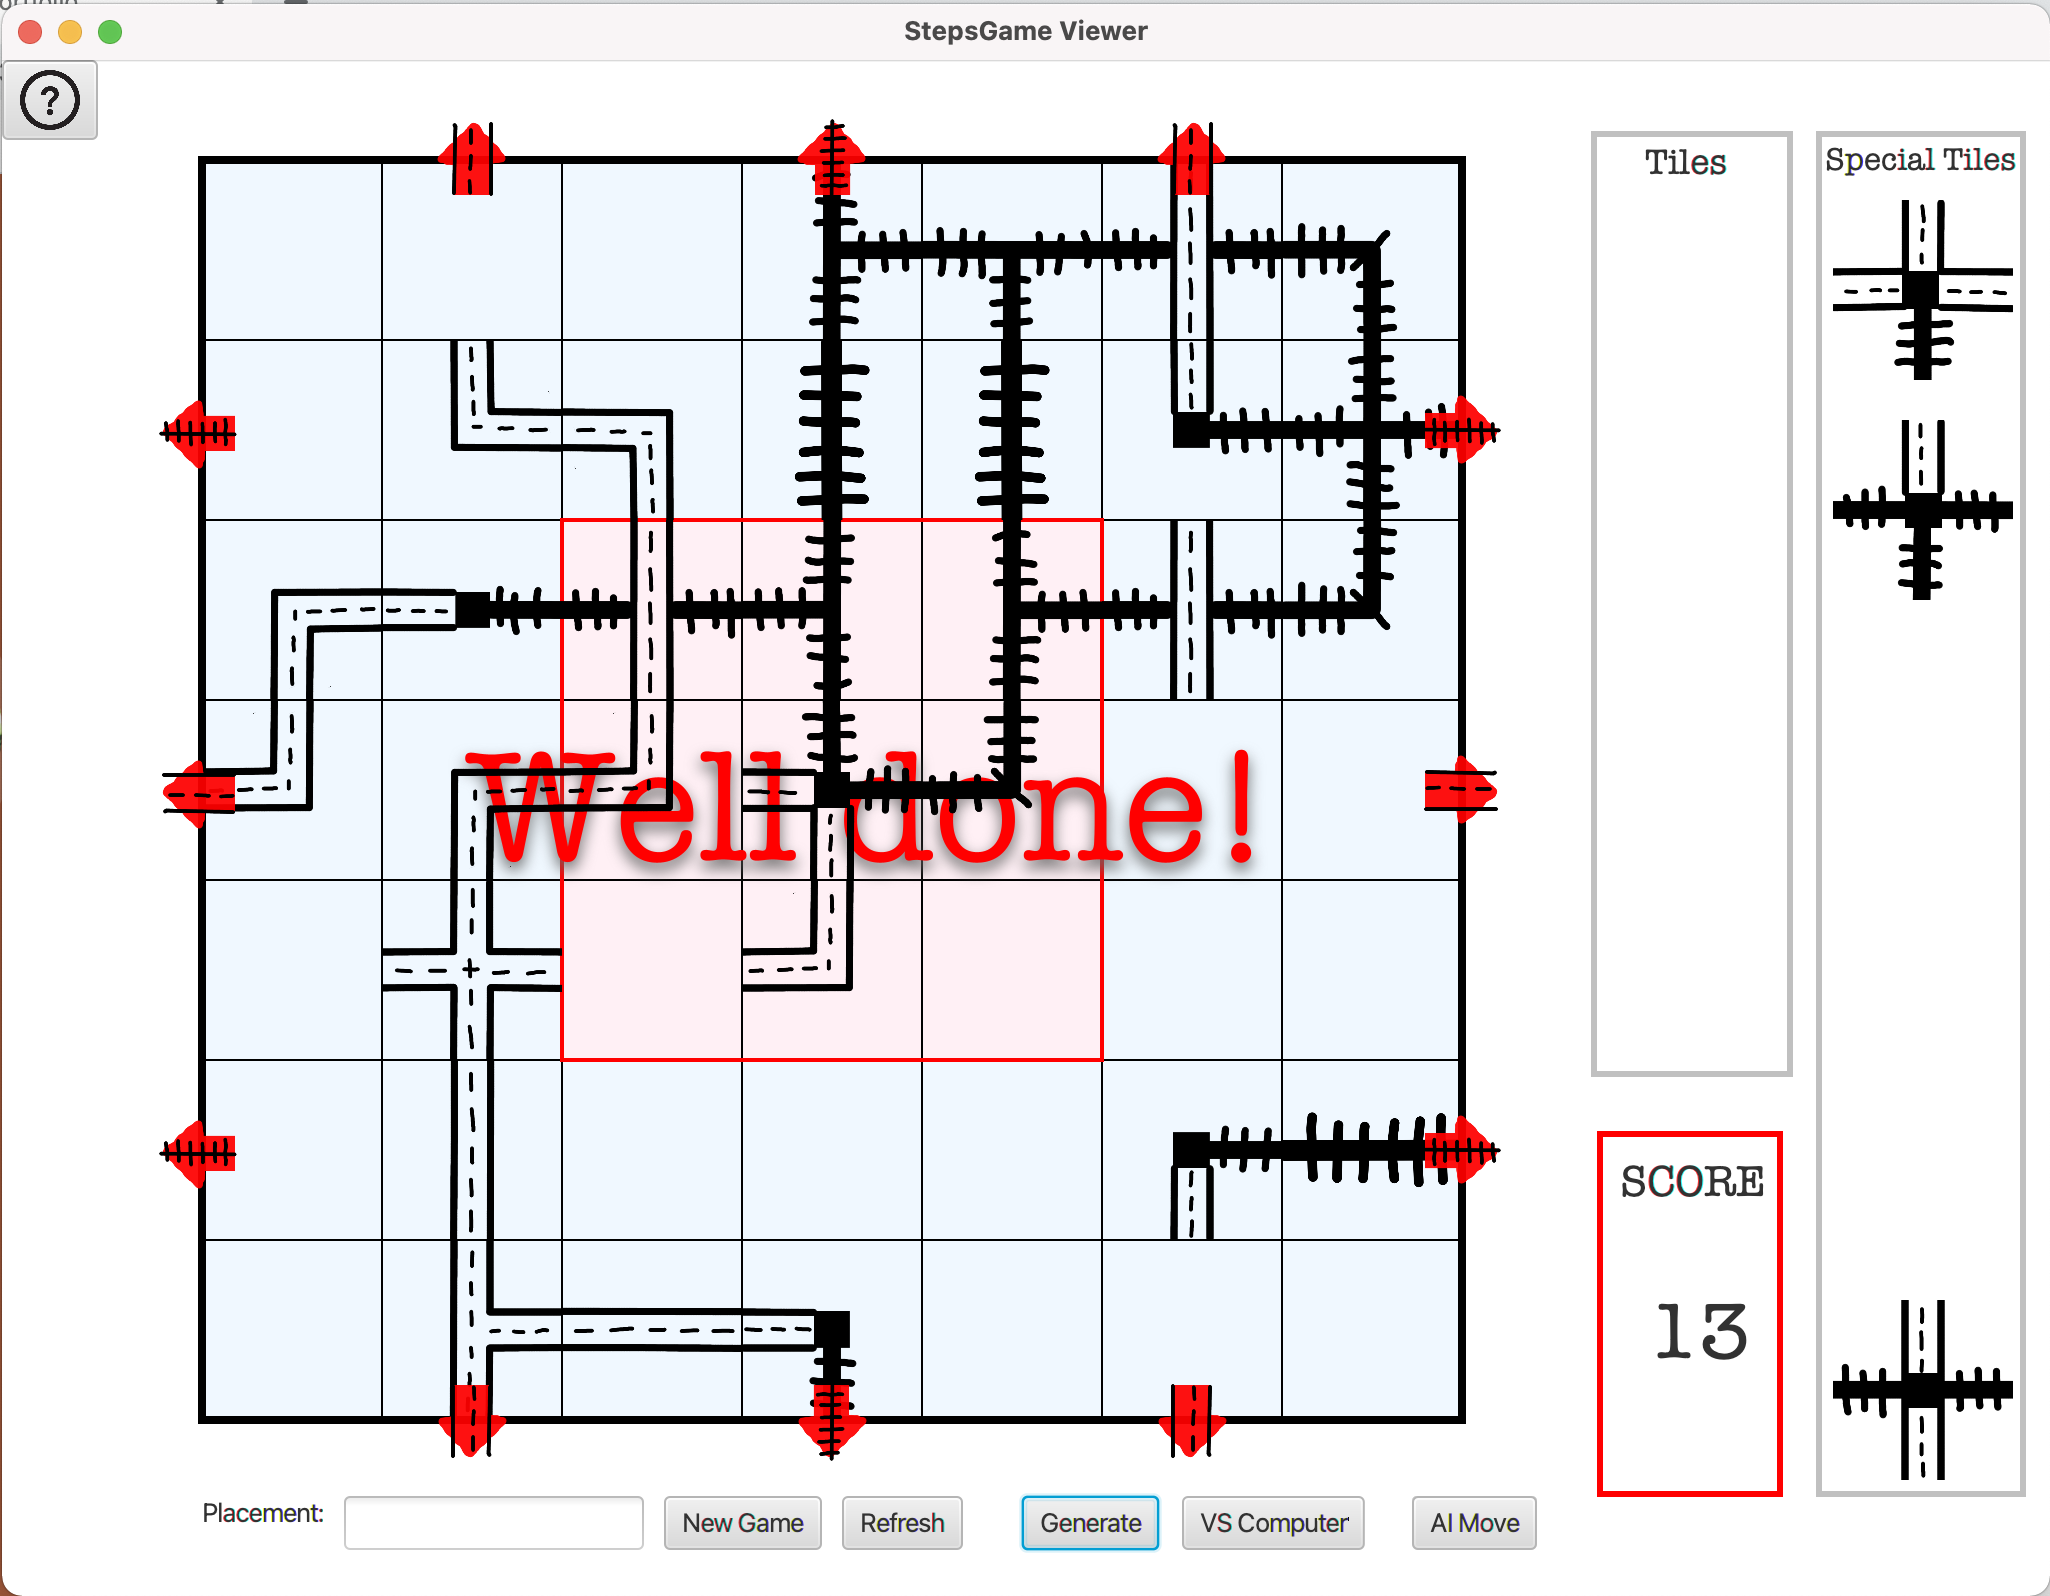 StepsGame Viewer
?
Tiles
Special Tiles
Well done!
SCORE
13
Placement:
New Game
Refresh
Generate
VS Computer
AI Move